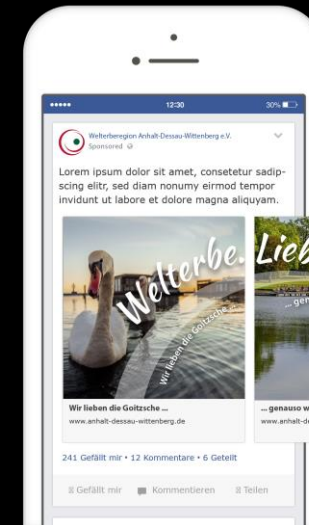 12:30
30%
Welterberegion Anhalt-Dessau-Wittenberg e.V.
Sponsored
Lorem ipsum dolor sit amet, consetetur sadip-
scing elitr, sed diam nonumy eirmod tempor
invidunt ut labore et dolore magna aliquyam.
Welterbe. Lieb
Wir lieben die Goitzsche ...
... gen
Wir lieben die Goitzsche ...
www.anhalt-dessau-wittenberg.de
... genauso w
www.anhalt-de
241 Gefällt mir • 12 Kommentare • 6 Geteilt
Gefällt mir Kommentieren Teilen